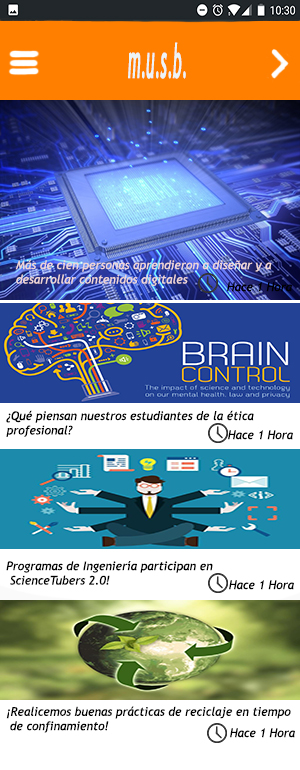 10:30
m.u.s.b.
Más de cien personas aprendieron a diseñar y a
desarrollar contenidos digitales
Hace 1 Hora
BRAIN
CONTROL
The impact of science and technology
on our mental health, law and privacy
¿Qué piensan nuestros estudiantes de la ética
profesional?
Hace 1 Hora
Programas de Ingeniería participan en
ScienceTubers 2.0!
Hace 1 Hora
¡Realicemos buenas prácticas de reciclaje en tiempo
de confinamiento!
Hace 1 Hora